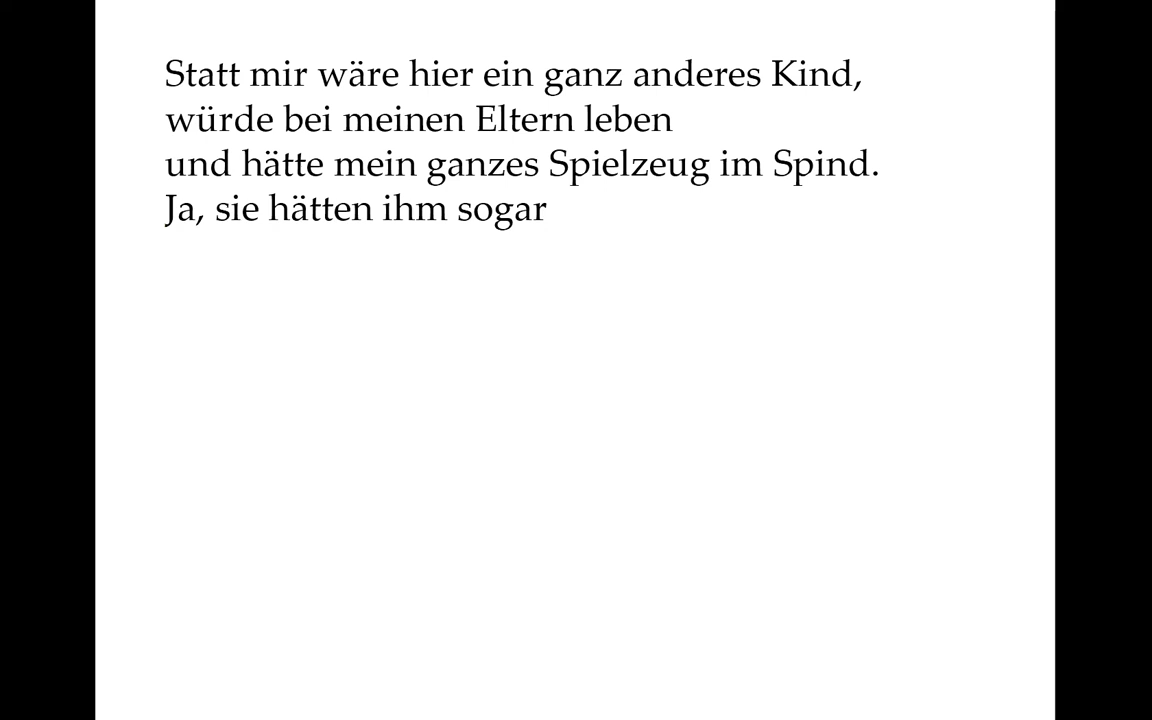 Statt mir wäre hier ein ganz anderes Kind,
würde bei meinen Eltern leben
und hätte mein ganzes Spielzeug im Spind.
Ja, sie hätten ihm sogar